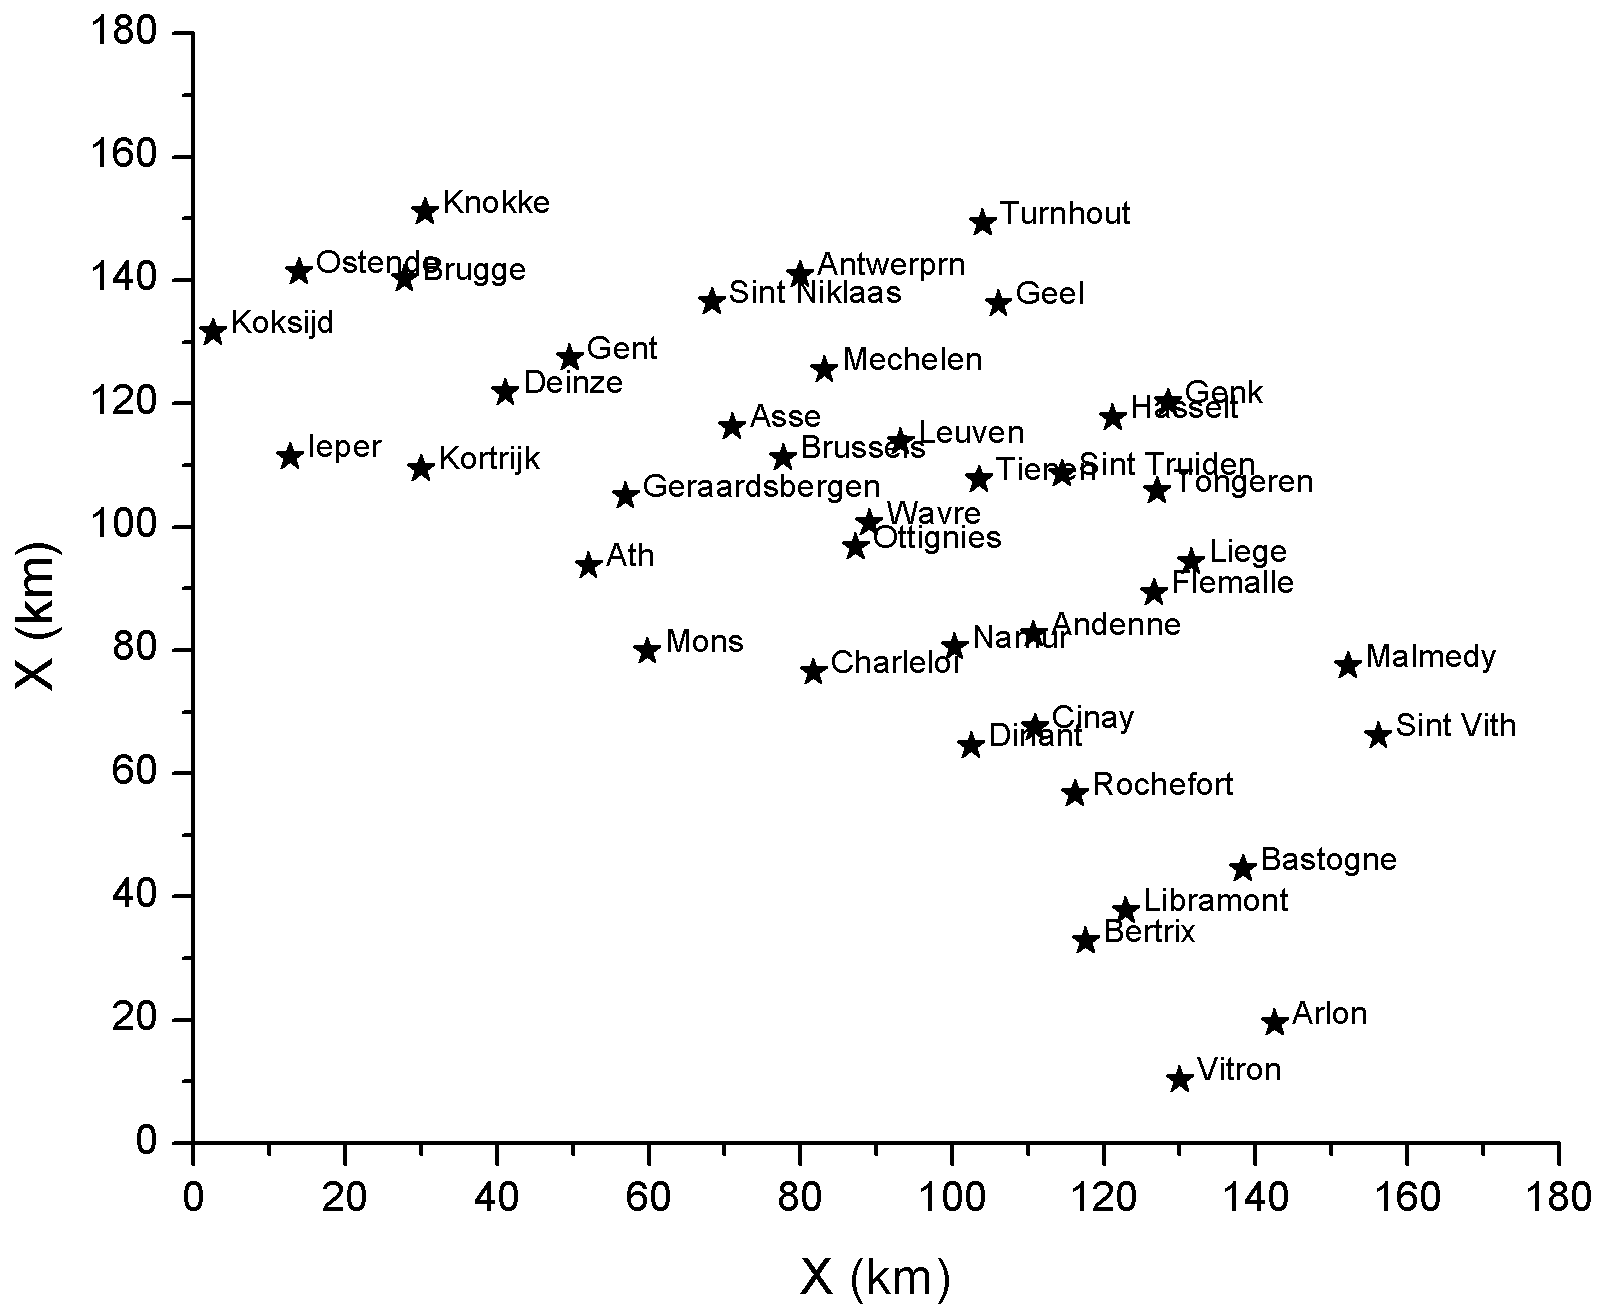 180
160
140
120
100
80
60
40
20
0
X (km)
Knokke
Turnhout
Ostende
Brugge
Antwerprn
Sint Niklaas
Geel
Koksijd
Gent
Mechelen
Deinze
Genk
Hasselt
Asse
Leuven
Ieper
Kortrijk
Brussels
Tienen
Sint Truiden
Tongeren
Geraardsbergen
Wavre
Ottignies
Ath
Liege
Flemalle
Mons
Namur
Andenne
Charleloi
Malmedy
Cinay
Dinant
Sint Vith
Rochefort
Bastogne
Libramont
Bertrix
Arlon
Vitron
0 20 40 60 80 100 120 140 160 180
X (km)